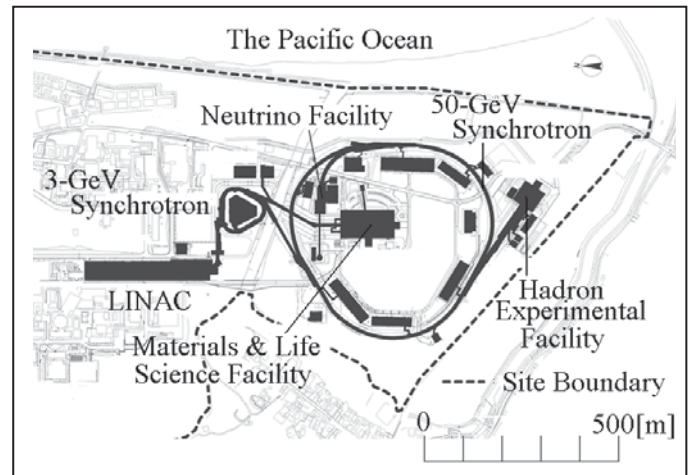 The Pacific Ocean
Neutrino Facility
50-GeV
Synchrotron
3-GeV
Synchrotron
LINAC
Hadron
Experimental
Facility
Materials & Life
Science Facility
Site Boundary
0
500[m]